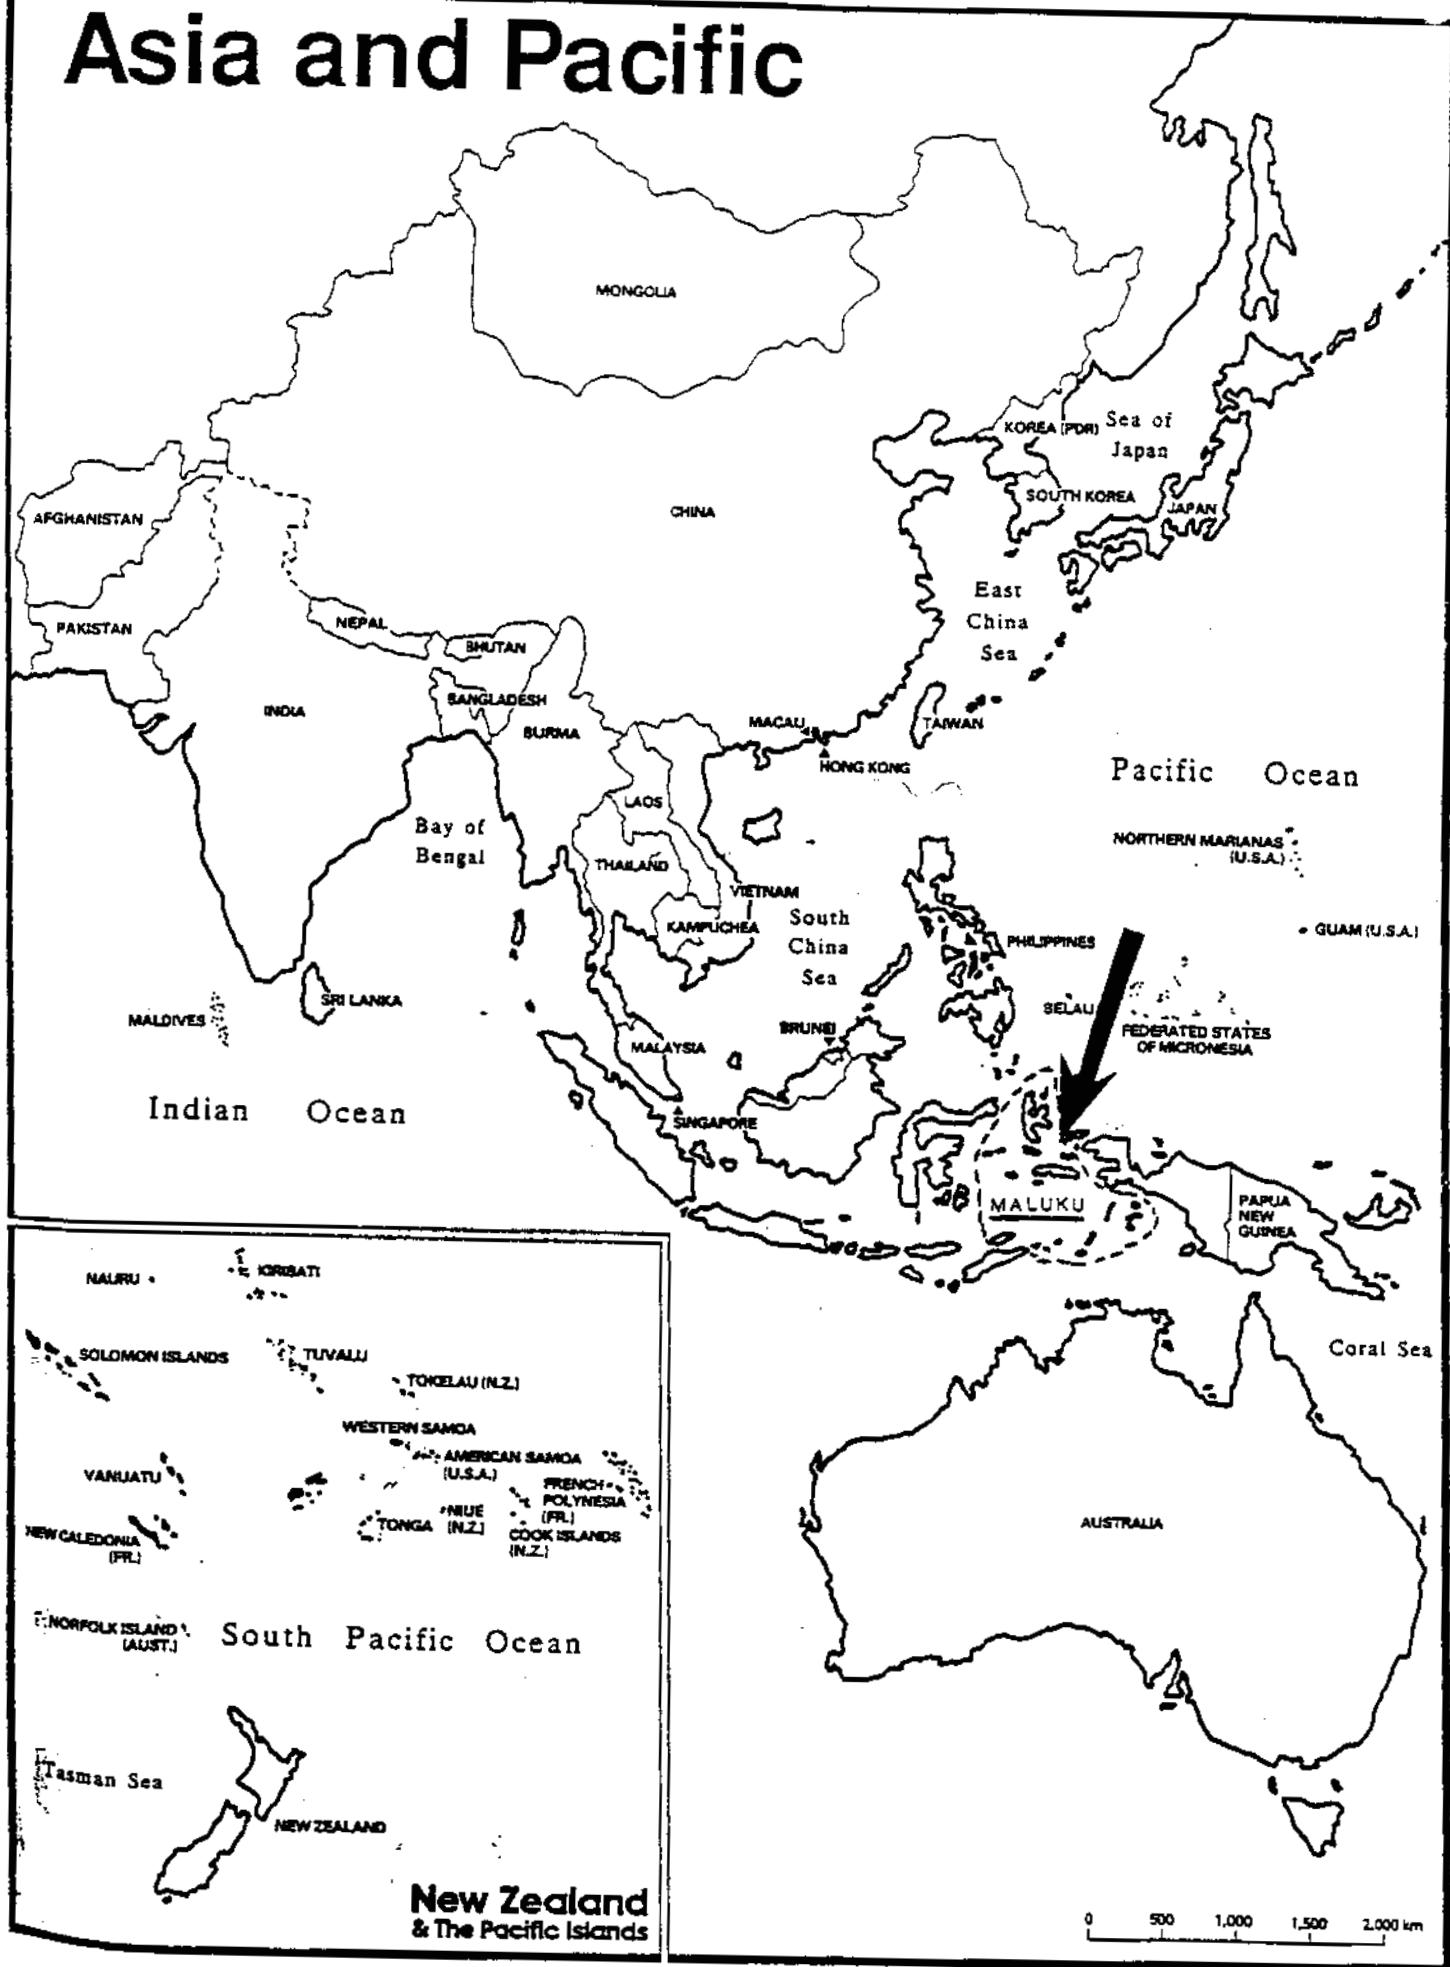 Asia and Pacific
MONGOLIA
KOREA (PDR)
Sea of
Japan
SOUTH KOREA
JAPAN
CHINA
AFGHANISTAN
PAKISTAN
NEPAL
BHUTAN
East
China
Sea
INDIA
BANGLADESH
BURMA
MACAU
TAIWAN
HONG KONG
Pacific Ocean
LAOS
Bay of
Bengal
THAILAND
NORTHERN MARIANAS
(U.S.A.)
VIETNAM
KAMPUCHEA
South
China
Sea
PHILIPPINES
GUAM (U.S.A.)
SRI LANKA
MALDIVES
BELAU
FEDERATED STATES
OF MICRONESIA
BRUNEI
MALAYSIA
Indian Ocean
SINGAPORE
MALUKU
PAPUA
NEW
GUINEA
Coral Sea
AUSTRALIA
NAURU
KIRIBATI
SOLOMON ISLANDS
TUVALU
TOKELAU (N.Z.)
WESTERN SAMOA
AMERICAN SAMOA
(U.S.A.)
VANUATU
FRENCH
POLYNESIA
(FR.)
TONGA
NIUE
(N.Z.)
COOK ISLANDS
(N.Z.)
NEW CALEDONIA
(FR.)
NORFOLK ISLAND
(AUST.)
South Pacific Ocean
Tasman Sea
NEW ZEALAND
New Zealand
& The Pacific Islands
0 500 1,000 1,500 2,000 km